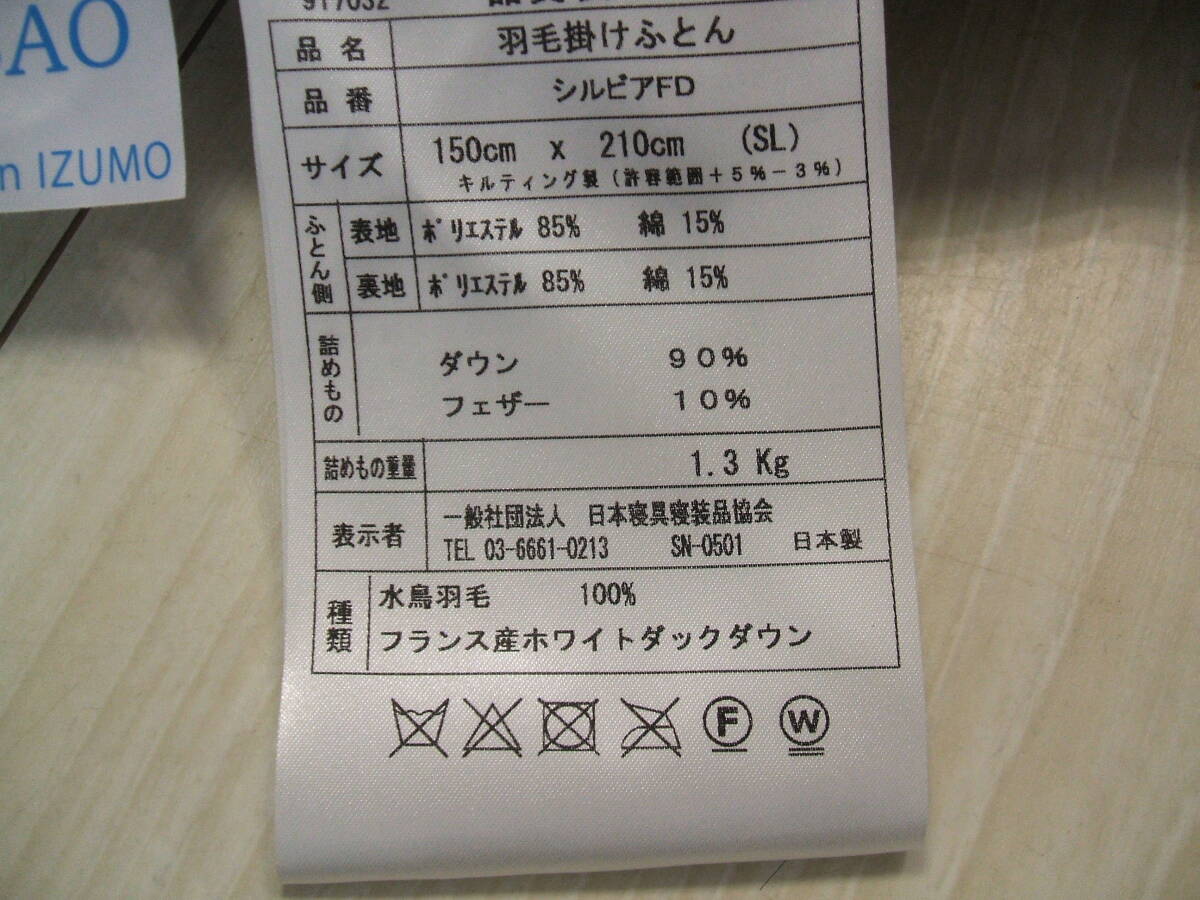 AO
n IZUMO
917032
品名 羽毛掛けふとん
品番 シルビアFD
サイズ 150cm x 210cm (SL)
キルティング製(許容範囲+5%-3%)
ふとん側
表地 ポリエステル 85% 綿 15%
裏地 ポリエステル 85% 綿 15%
詰めもの
ダウン 90%
フェザー 10%
詰めもの重量 1.3 Kg
表示者
一般社団法人 日本寝具寝装品協会
TEL 03-6661-0213 SN-0501 日本製
種類
水鳥羽毛 100%
フランス産ホワイトダックダウン
F W